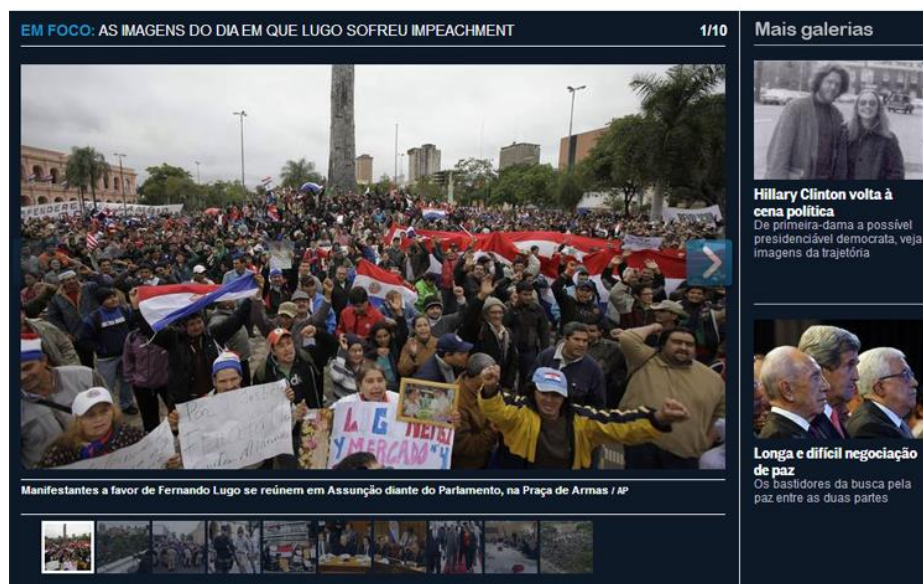 EM FOCO: AS IMAGENS DO DIA EM QUE LUGO SOFREU IMPEACHMENT
1/10
LUG
Y MERCADO
Manifestantes a favor de Fernando Lugo se reúnem em Assunção diante do Parlamento, na Praça de Armas / AP
Mais galerias
Hillary Clinton volta à
cena política
De primeira-dama a possível
presidenciável democrata, veja
imagens da trajetória
Longa e difícil negociação
de paz
Os bastidores da busca pela
paz entre as duas partes